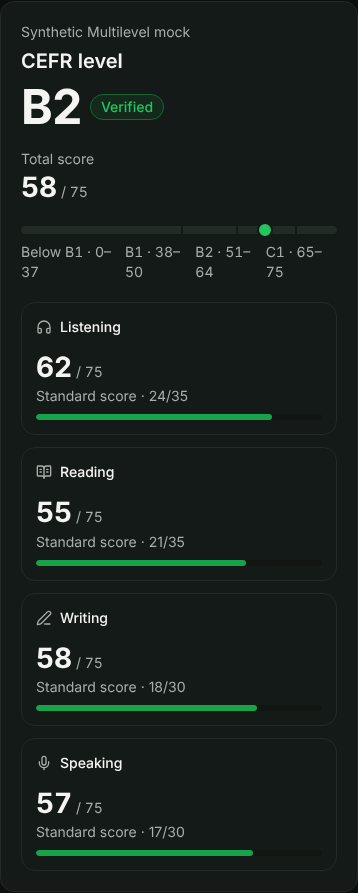 Synthetic Multilevel mock
CEFR level
B2 Verified
Total score
58 / 75
Below B1 · 0–37
B1 · 38–50
B2 · 51–64
C1 · 65–75
Listening
62 / 75
Standard score · 24/35
Reading
55 / 75
Standard score · 21/35
Writing
58 / 75
Standard score · 18/30
Speaking
57 / 75
Standard score · 17/30